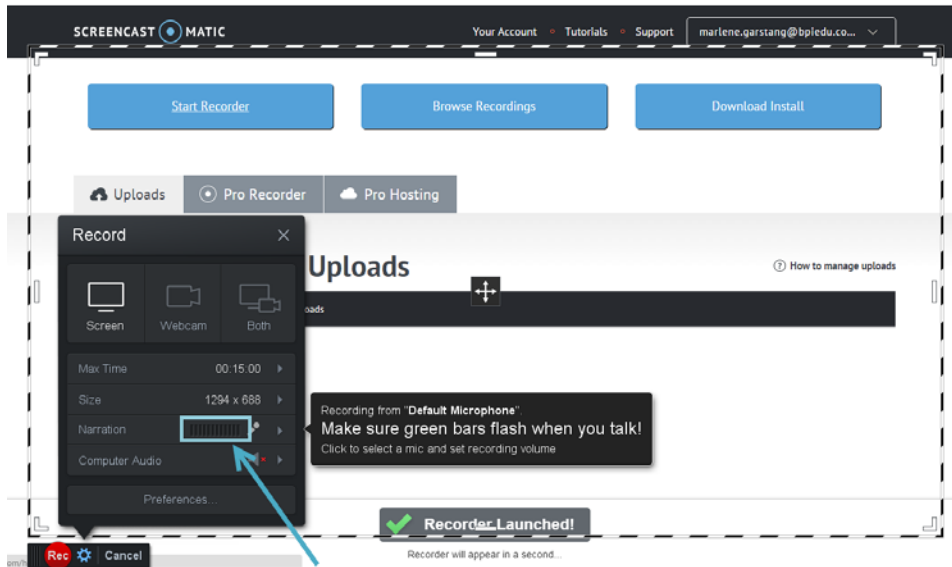 SCREENCAST MATIC
Your Account Tutorials Support marlene.garstang@bpiedu.co...
Start Recorder Browse Recordings Download Install
Uploads Pro Recorder Pro Hosting
Record
Uploads
How to manage uploads
oads
Screen Webcam Both
Max Time 00:15:00
Size 1294 x 688
Narration
Computer Audio
Preferences...
Recording from "Default Microphone".
Make sure green bars flash when you talk!
Click to select a mic and set recording volume
Recorder Launched!
Recorder will appear in a second...
Rec Cancel